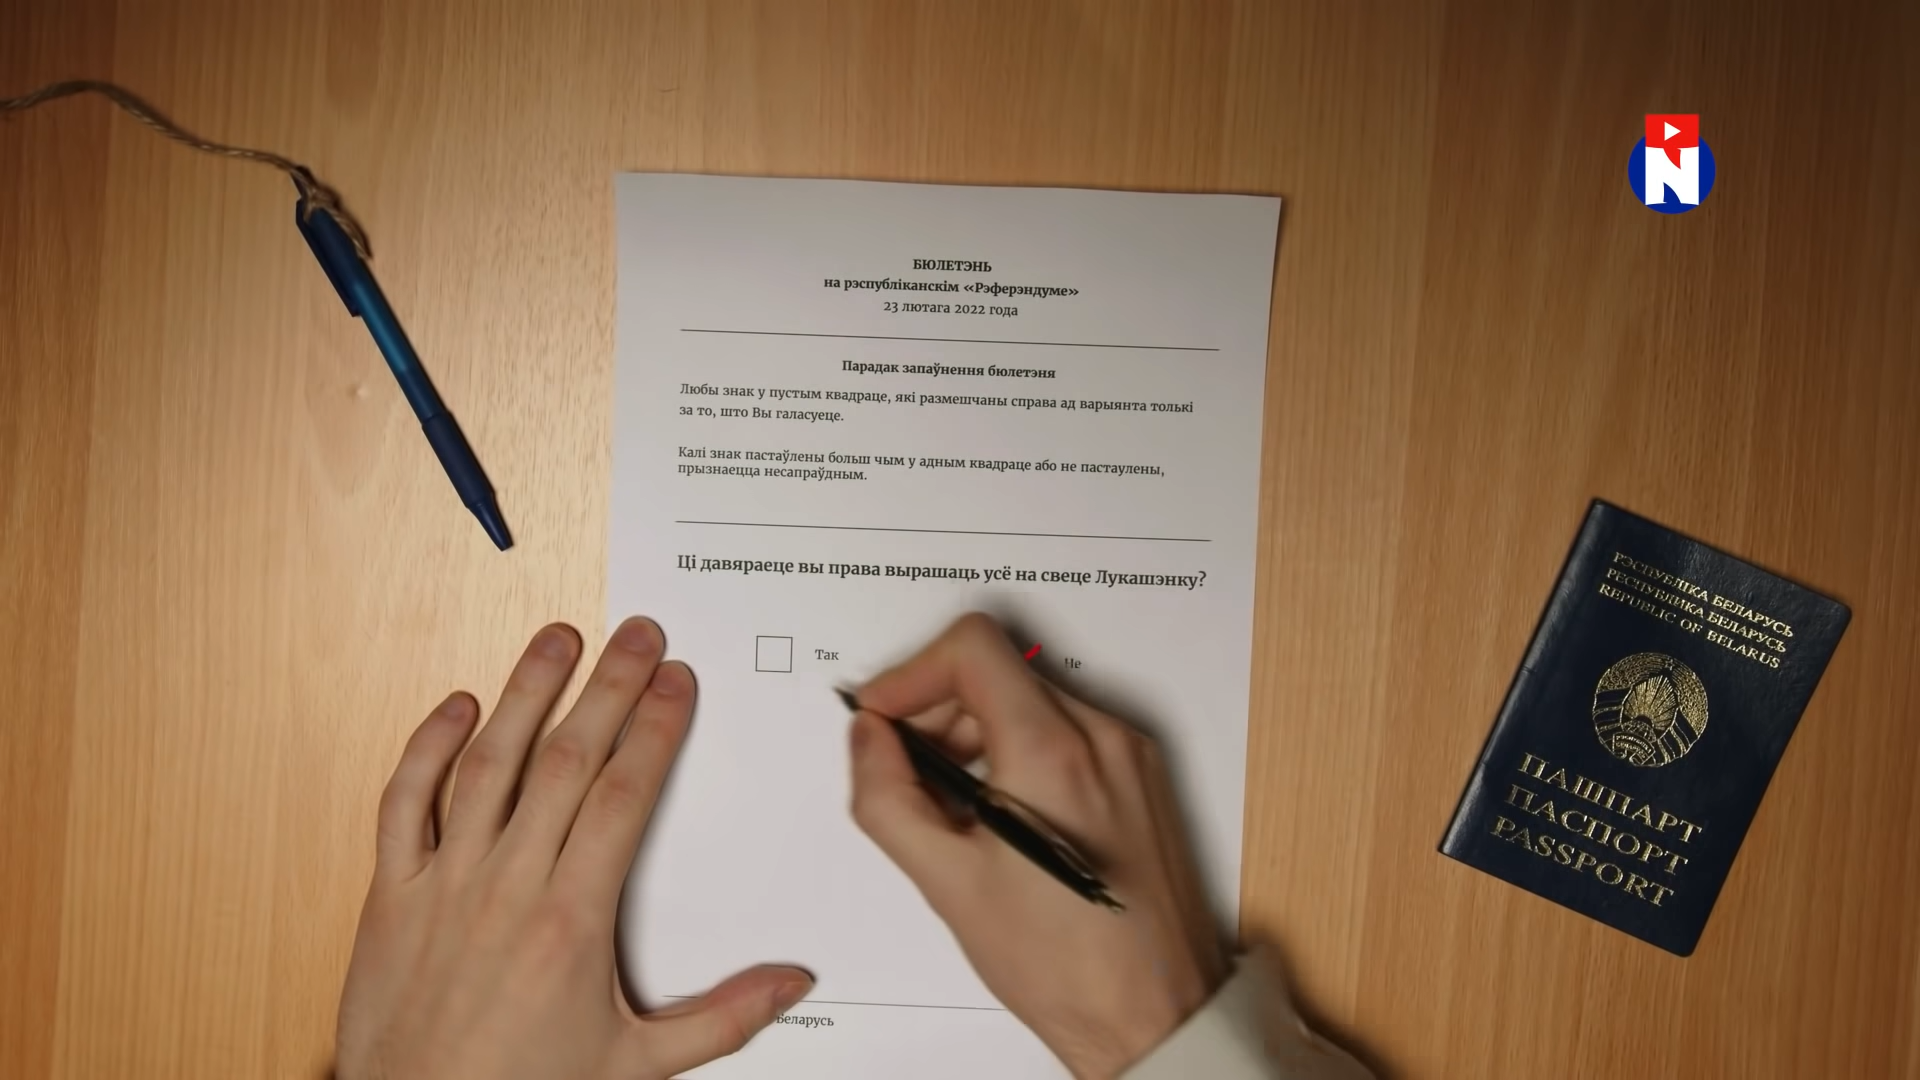 БЮЛЕТЭНЬ
на рэспубліканскім «Рэферэндуме»
23 лютага 2022 года
Парадак запаўнення бюлетэня
Любы знак у пустым квадраце, які размешчаны справа ад варыянта толькі
за то, што Вы галасуеце.
Калі знак пастаўлены больш чым у адным квадраце або не пастаулены,
прызнаецца несапраўдным.
Ці давяраеце вы права вырашаць усё на свеце Лукашэнку?
Так
Не
Беларусь
N
РЭСПУБЛІКА БЕЛАРУСЬ
РЕСПУБЛИКА БЕЛАРУСЬ
REPUBLIC OF BELARUS
ПАШПАРТ
ПАСПОРТ
PASSPORT